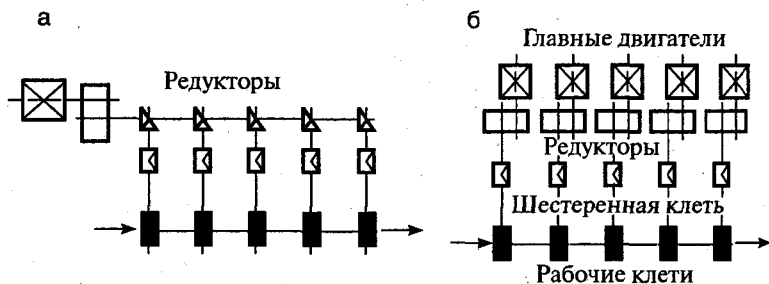 а
Редукторы
б
Главные двигатели
Редукторы
Шестеренная клеть
Рабочие клети